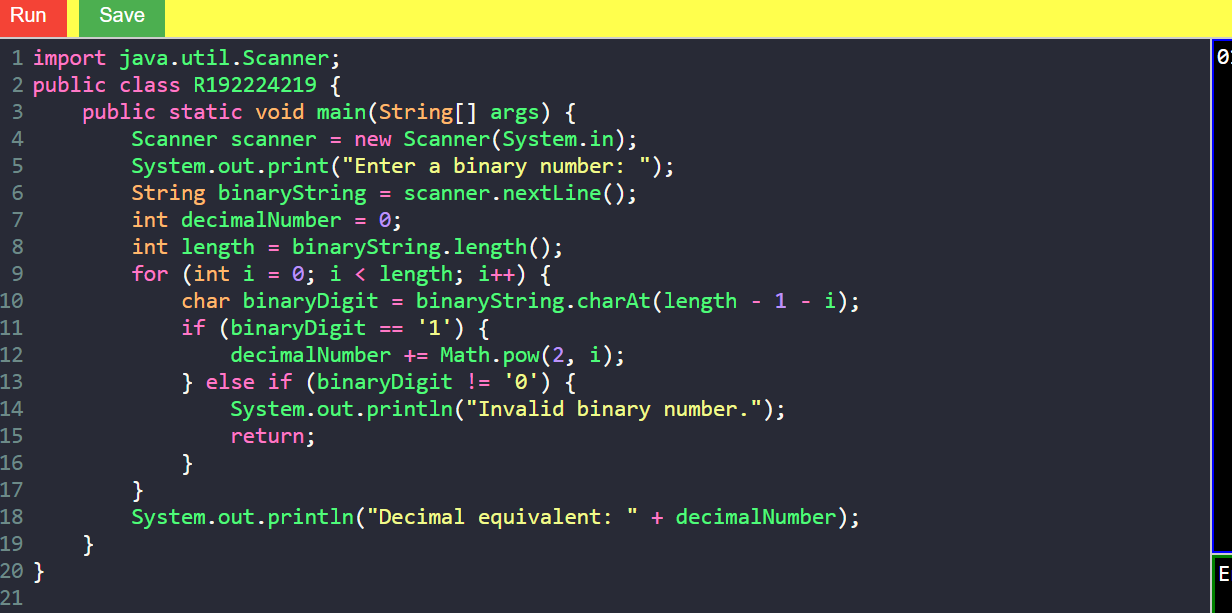 Run Save
1 import java.util.Scanner;
2 public class R192224219 {
3     public static void main(String[] args) {
4         Scanner scanner = new Scanner(System.in);
5         System.out.print("Enter a binary number: ");
6         String binaryString = scanner.nextLine();
7         int decimalNumber = 0;
8         int length = binaryString.length();
9         for (int i = 0; i < length; i++) {
10             char binaryDigit = binaryString.charAt(length - 1 - i);
11             if (binaryDigit == '1') {
12                 decimalNumber += Math.pow(2, i);
13             } else if (binaryDigit != '0') {
14                 System.out.println("Invalid binary number.");
15                 return;
16             }
17         }
18         System.out.println("Decimal equivalent: " + decimalNumber);
19     }
20 }
21
0
E